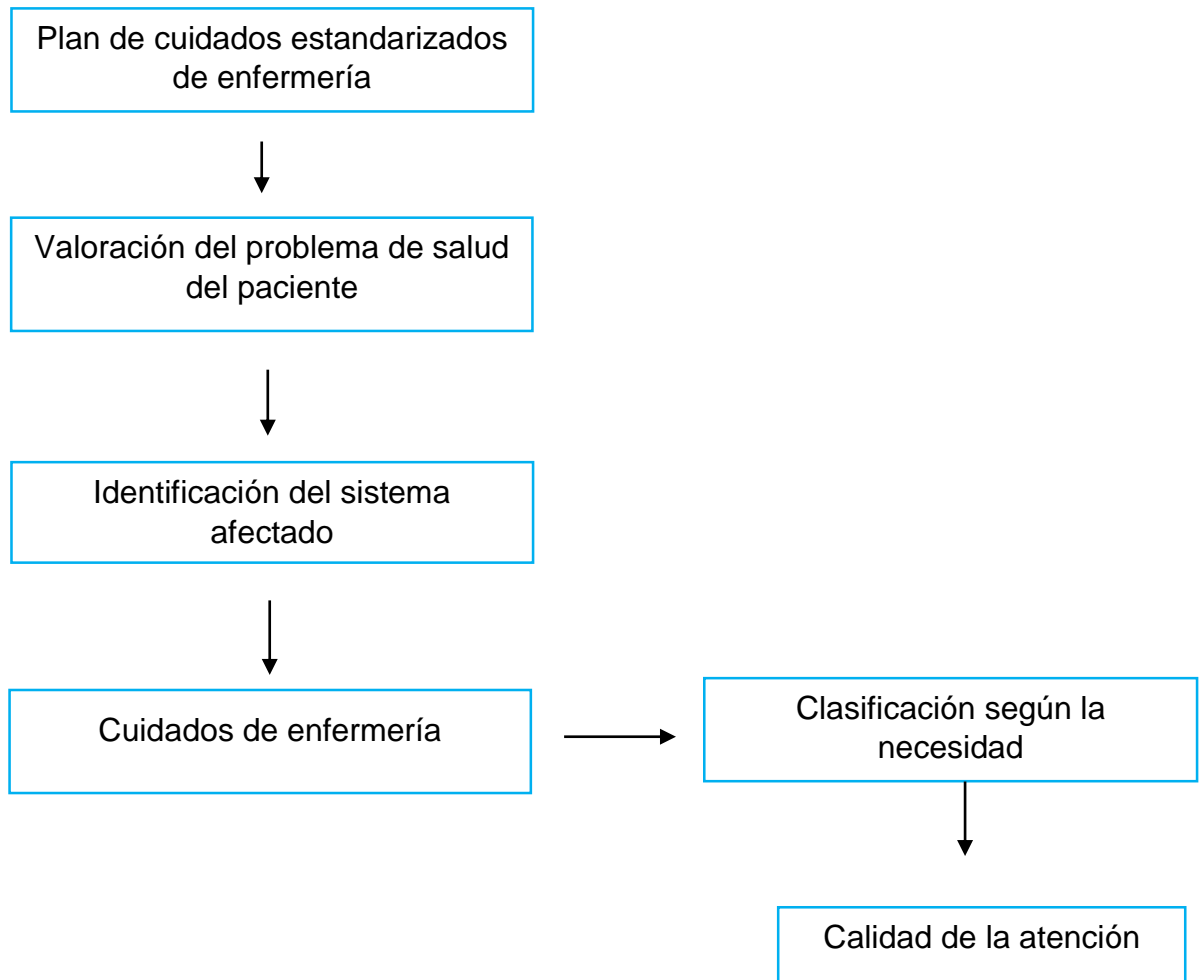 Plan de cuidados estandarizados
de enfermería
Valoración del problema de salud
del paciente
Identificación del sistema
afectado
Cuidados de enfermería
Clasificación según la
necesidad
Calidad de la atención